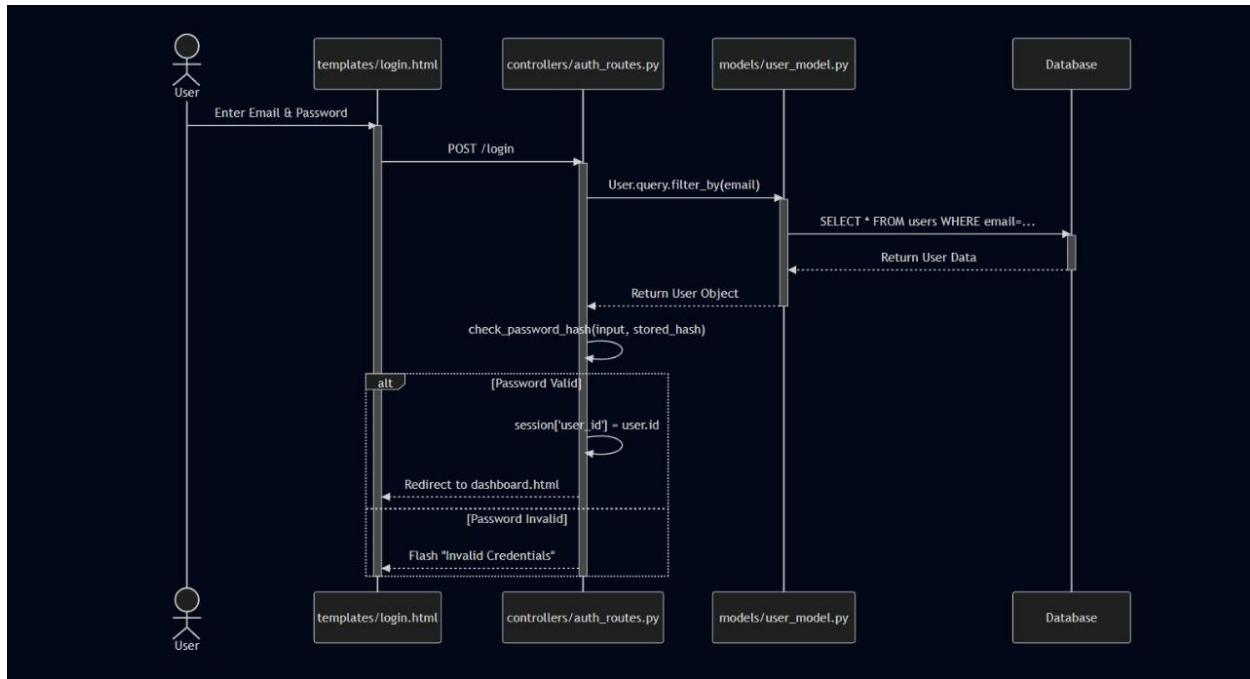 templates/login.html
controllers/auth_routes.py
models/user_model.py
Database
User
Enter Email & Password
POST /login
User.query.filter_by(email)
SELECT * FROM users WHERE email=...
Return User Data
Return User Object
check_password_hash(input, stored_hash)
alt
[Password Valid]
session['user_id'] = user.id
Redirect to dashboard.html
[Password Invalid]
Flash "Invalid Credentials"
templates/login.html
controllers/auth_routes.py
models/user_model.py
Database
User